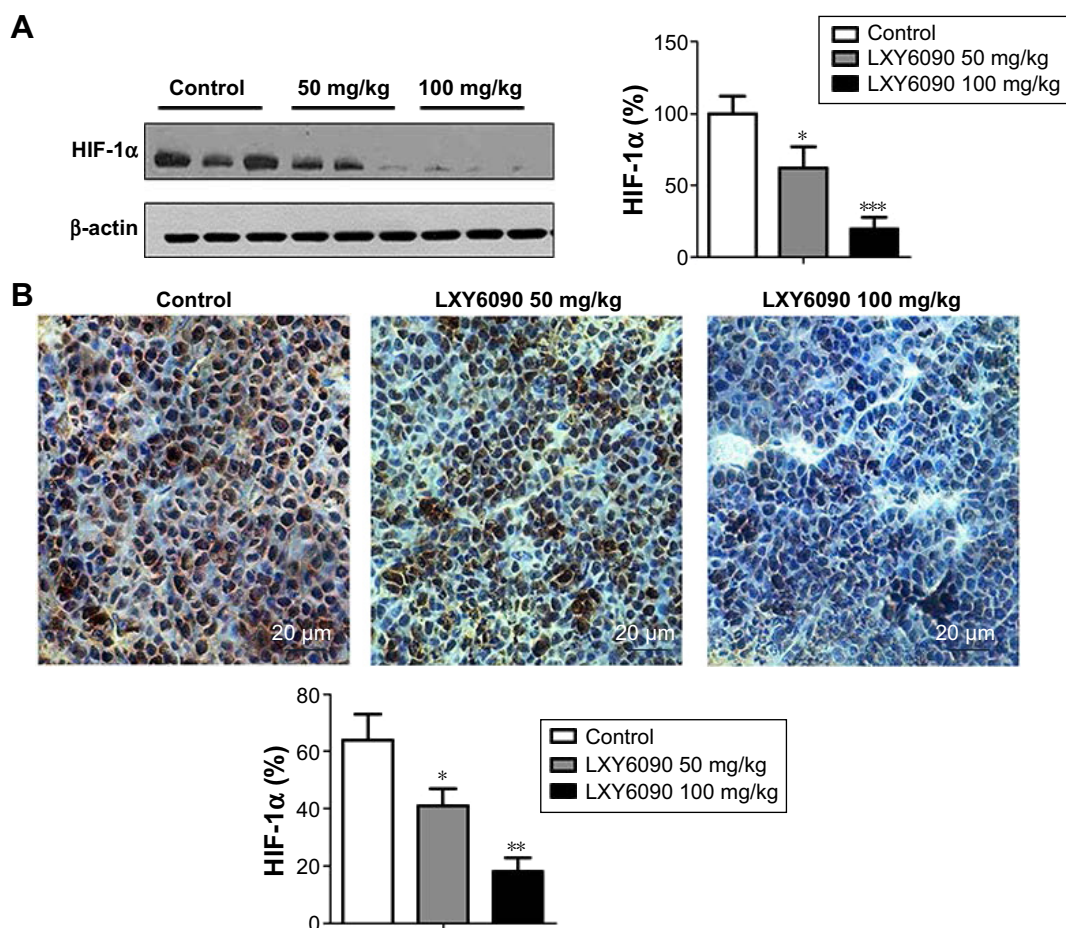 A
Control 50 mg/kg 100 mg/kg
HIF-1α
β-actin
HIF-1α (%)
150
100
50
0
*
***
Control
LXY6090 50 mg/kg
LXY6090 100 mg/kg
B
Control LXY6090 50 mg/kg LXY6090 100 mg/kg
20 µm 20 µm 20 µm
HIF-1α (%)
80
60
40
20
0
*
**
Control
LXY6090 50 mg/kg
LXY6090 100 mg/kg